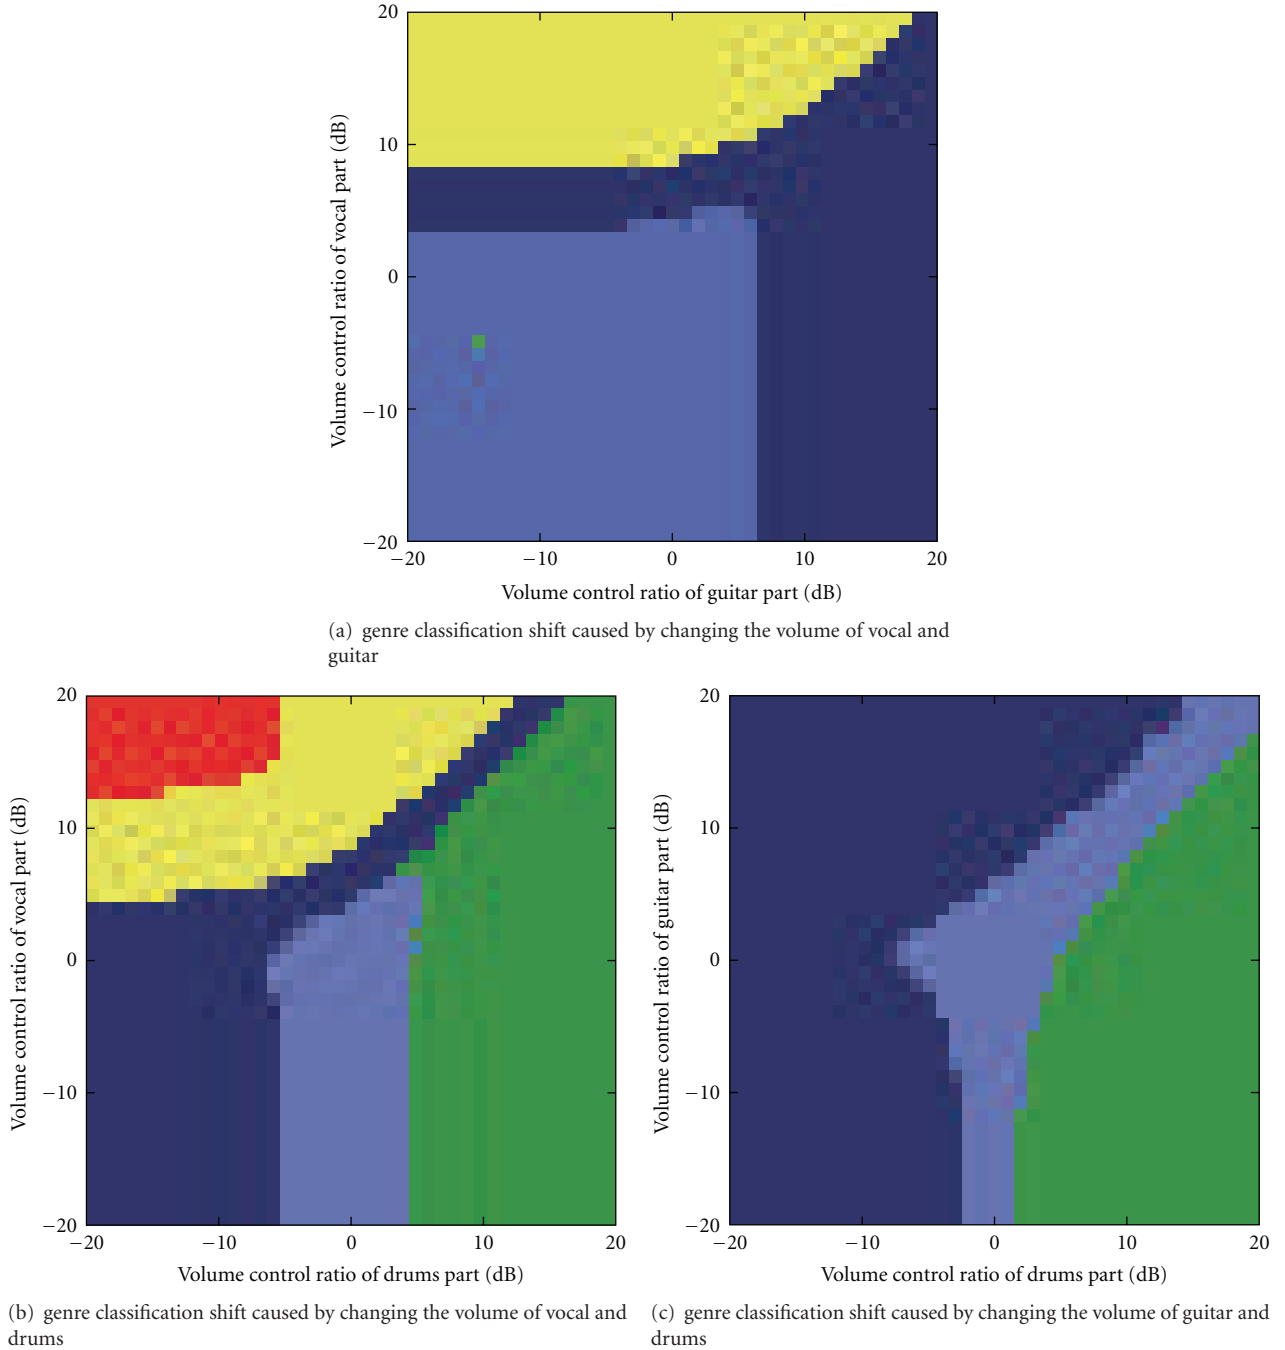 20
10
0
−10
−20
Volume control ratio of vocal part (dB)
−20 −10 0 10 20
Volume control ratio of guitar part (dB)
(a) genre classification shift caused by changing the volume of vocal and
guitar
20
10
0
−10
−20
Volume control ratio of vocal part (dB)
−20 −10 0 10 20
Volume control ratio of drums part (dB)
(b) genre classification shift caused by changing the volume of vocal and
drums
20
10
0
−10
−20
Volume control ratio of guitar part (dB)
−20 −10 0 10 20
Volume control ratio of drums part (dB)
(c) genre classification shift caused by changing the volume of guitar and
drums